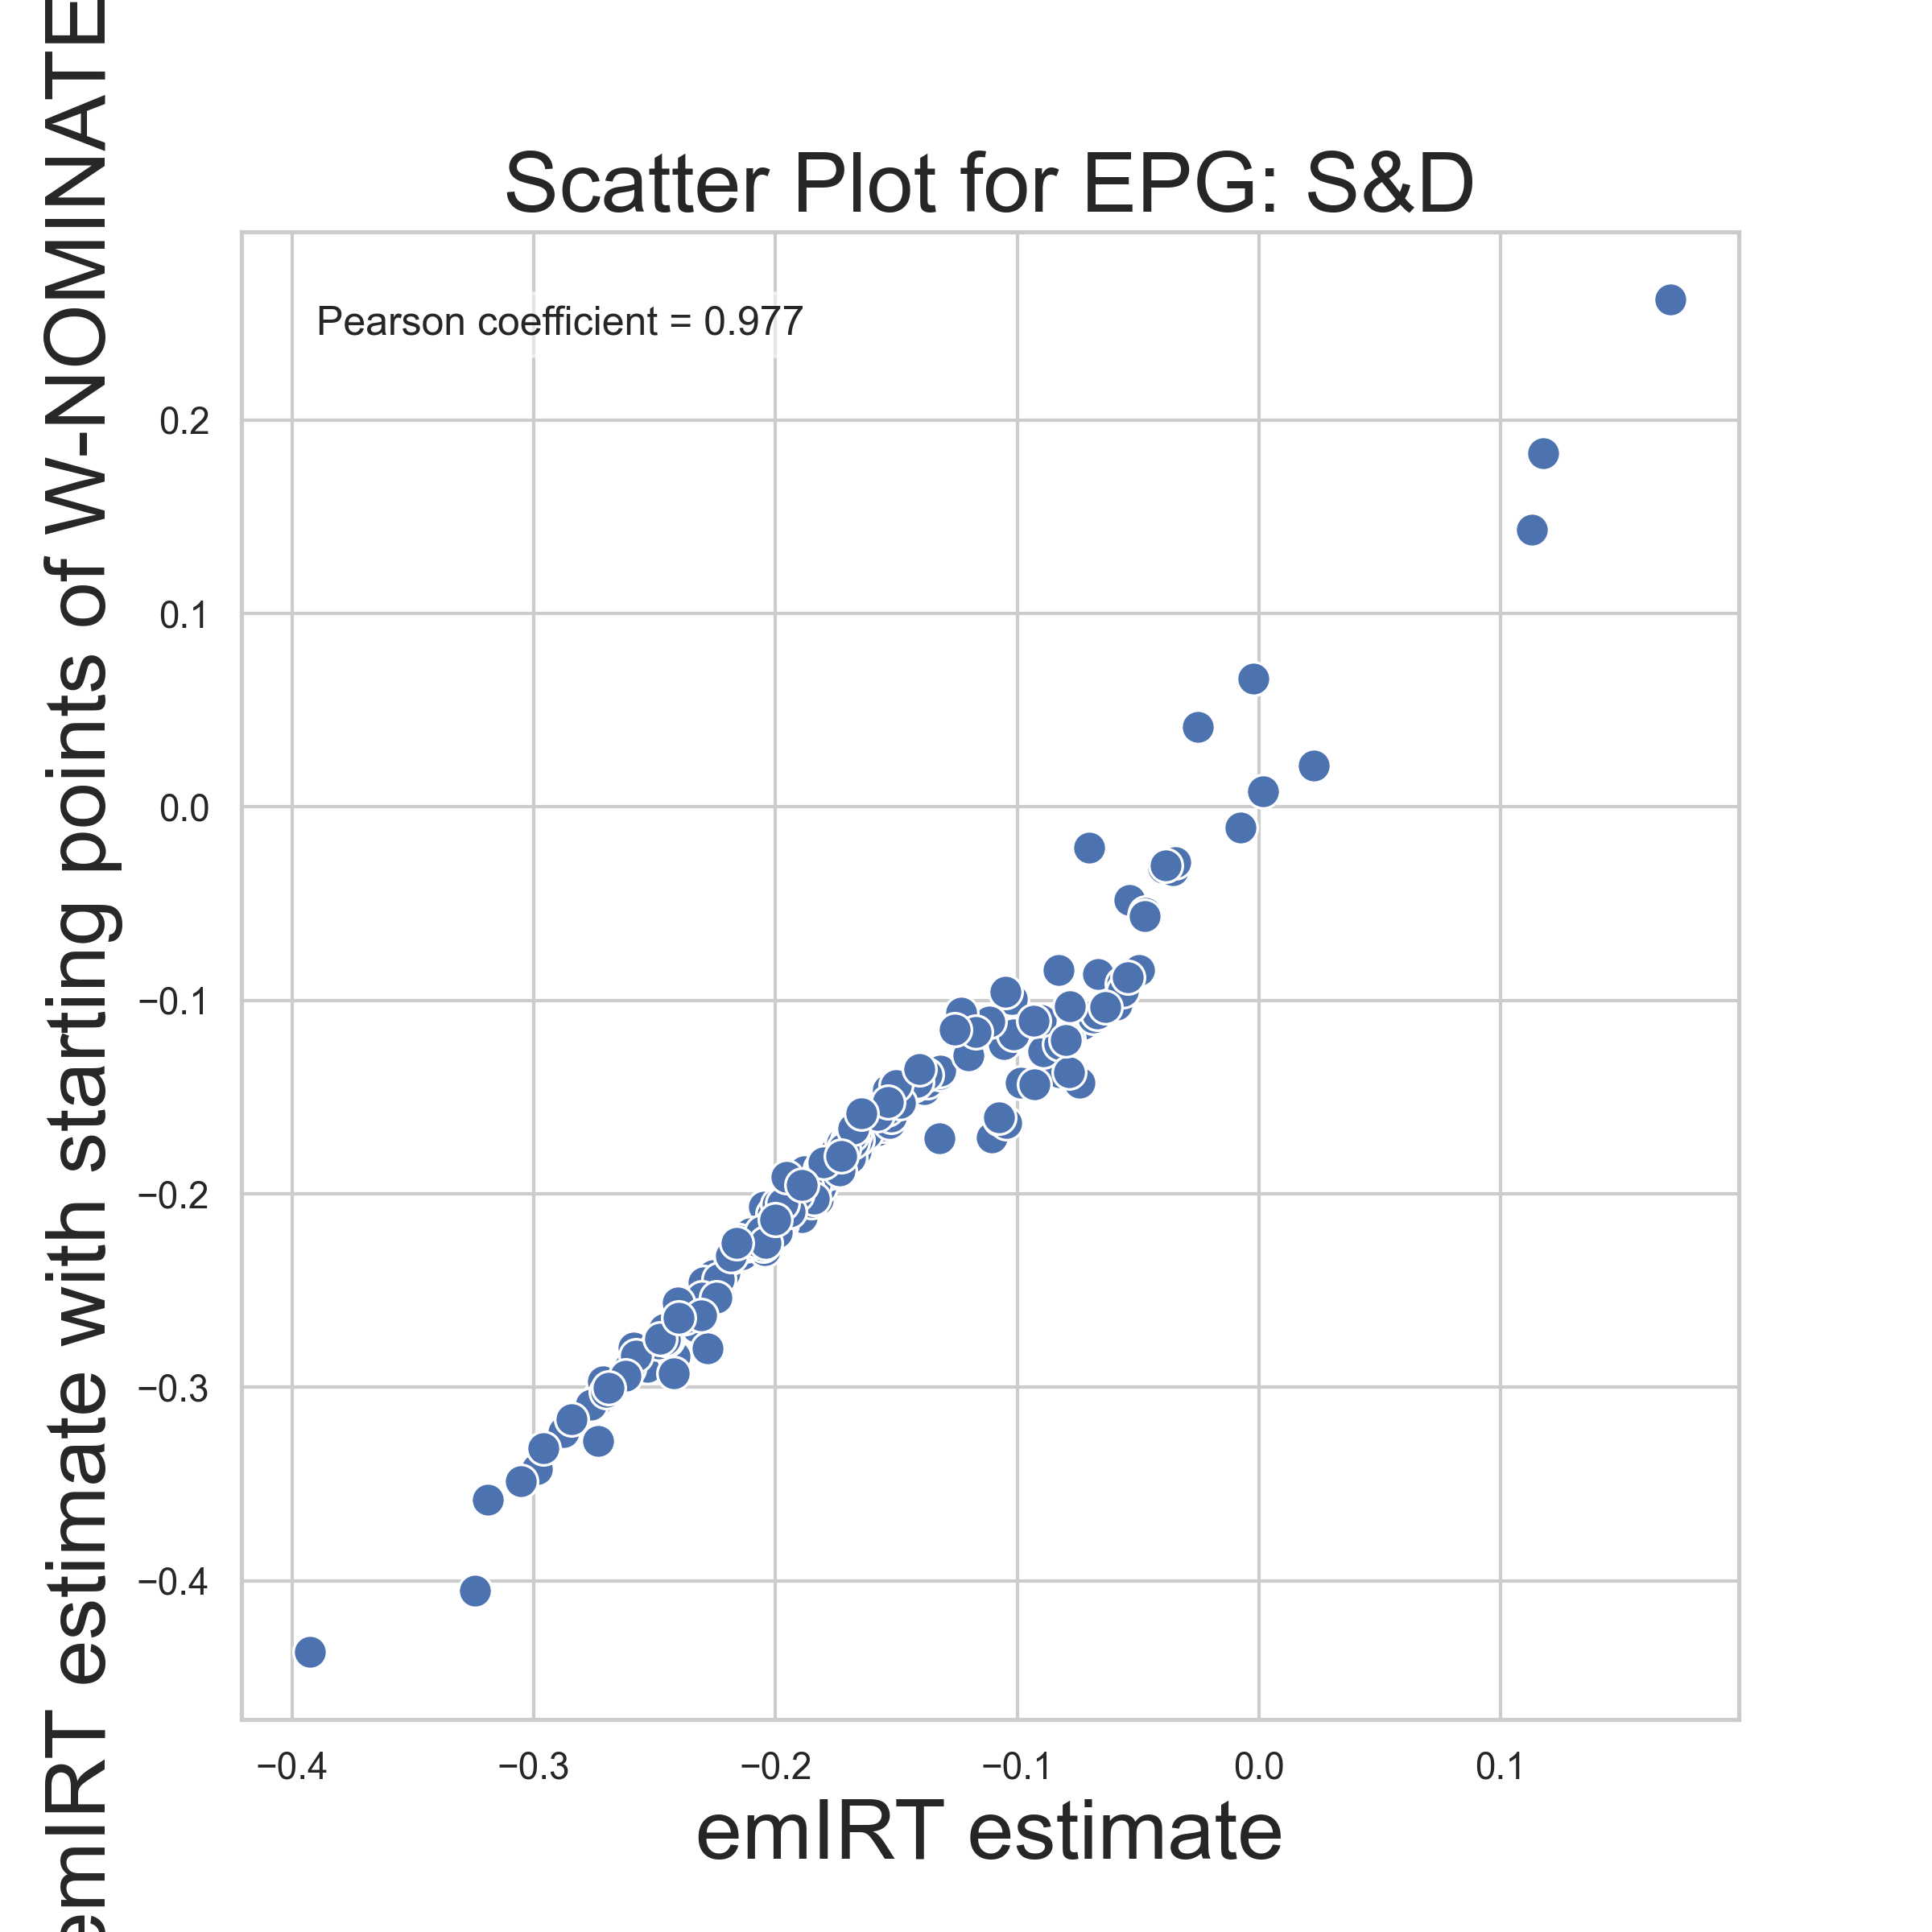 Scatter Plot for EPG: S&D
Pearson coefficient = 0.977
emIRT estimate with starting points of W-NOMINATE
0.2
0.1
0.0
−0.1
−0.2
−0.3
−0.4
−0.4 −0.3 −0.2 −0.1 0.0 0.1
emIRT estimate